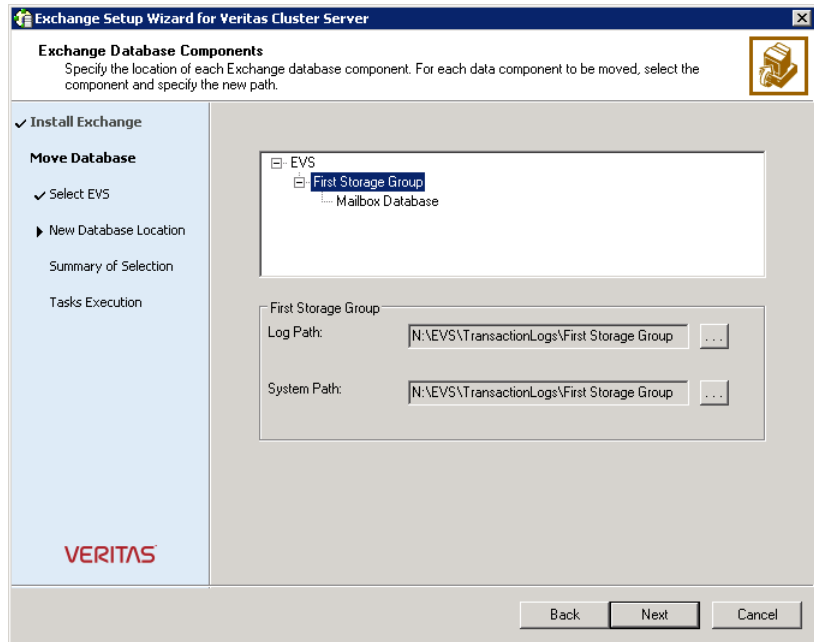 Exchange Setup Wizard for Veritas Cluster Server
Exchange Database Components
Specify the location of each Exchange database component. For each data component to be moved, select the
component and specify the new path.
Install Exchange
Move Database
Select EVS
New Database Location
Summary of Selection
Tasks Execution
VERITAS
EVS
First Storage Group
Mailbox Database
First Storage Group
Log Path:
N:\EVS\TransactionLogs\First Storage Group
...
System Path:
N:\EVS\TransactionLogs\First Storage Group
...
Back
Next
Cancel